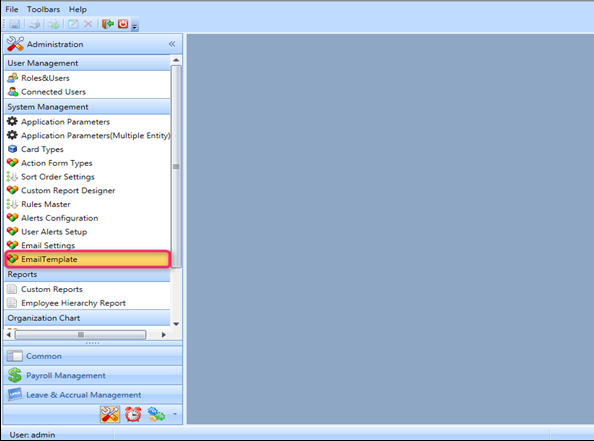 File Toolbars Help
Administration «
User Management
Roles&Users
Connected Users
System Management
Application Parameters
Application Parameters(Multiple Entity)
Card Types
Action Form Types
Sort Order Settings
Custom Report Designer
Rules Master
Alerts Configuration
User Alerts Setup
Email Settings
EmailTemplate
Reports
Custom Reports
Employee Hierarchy Report
Organization Chart
Common
Payroll Management
Leave & Accrual Management
User: admin